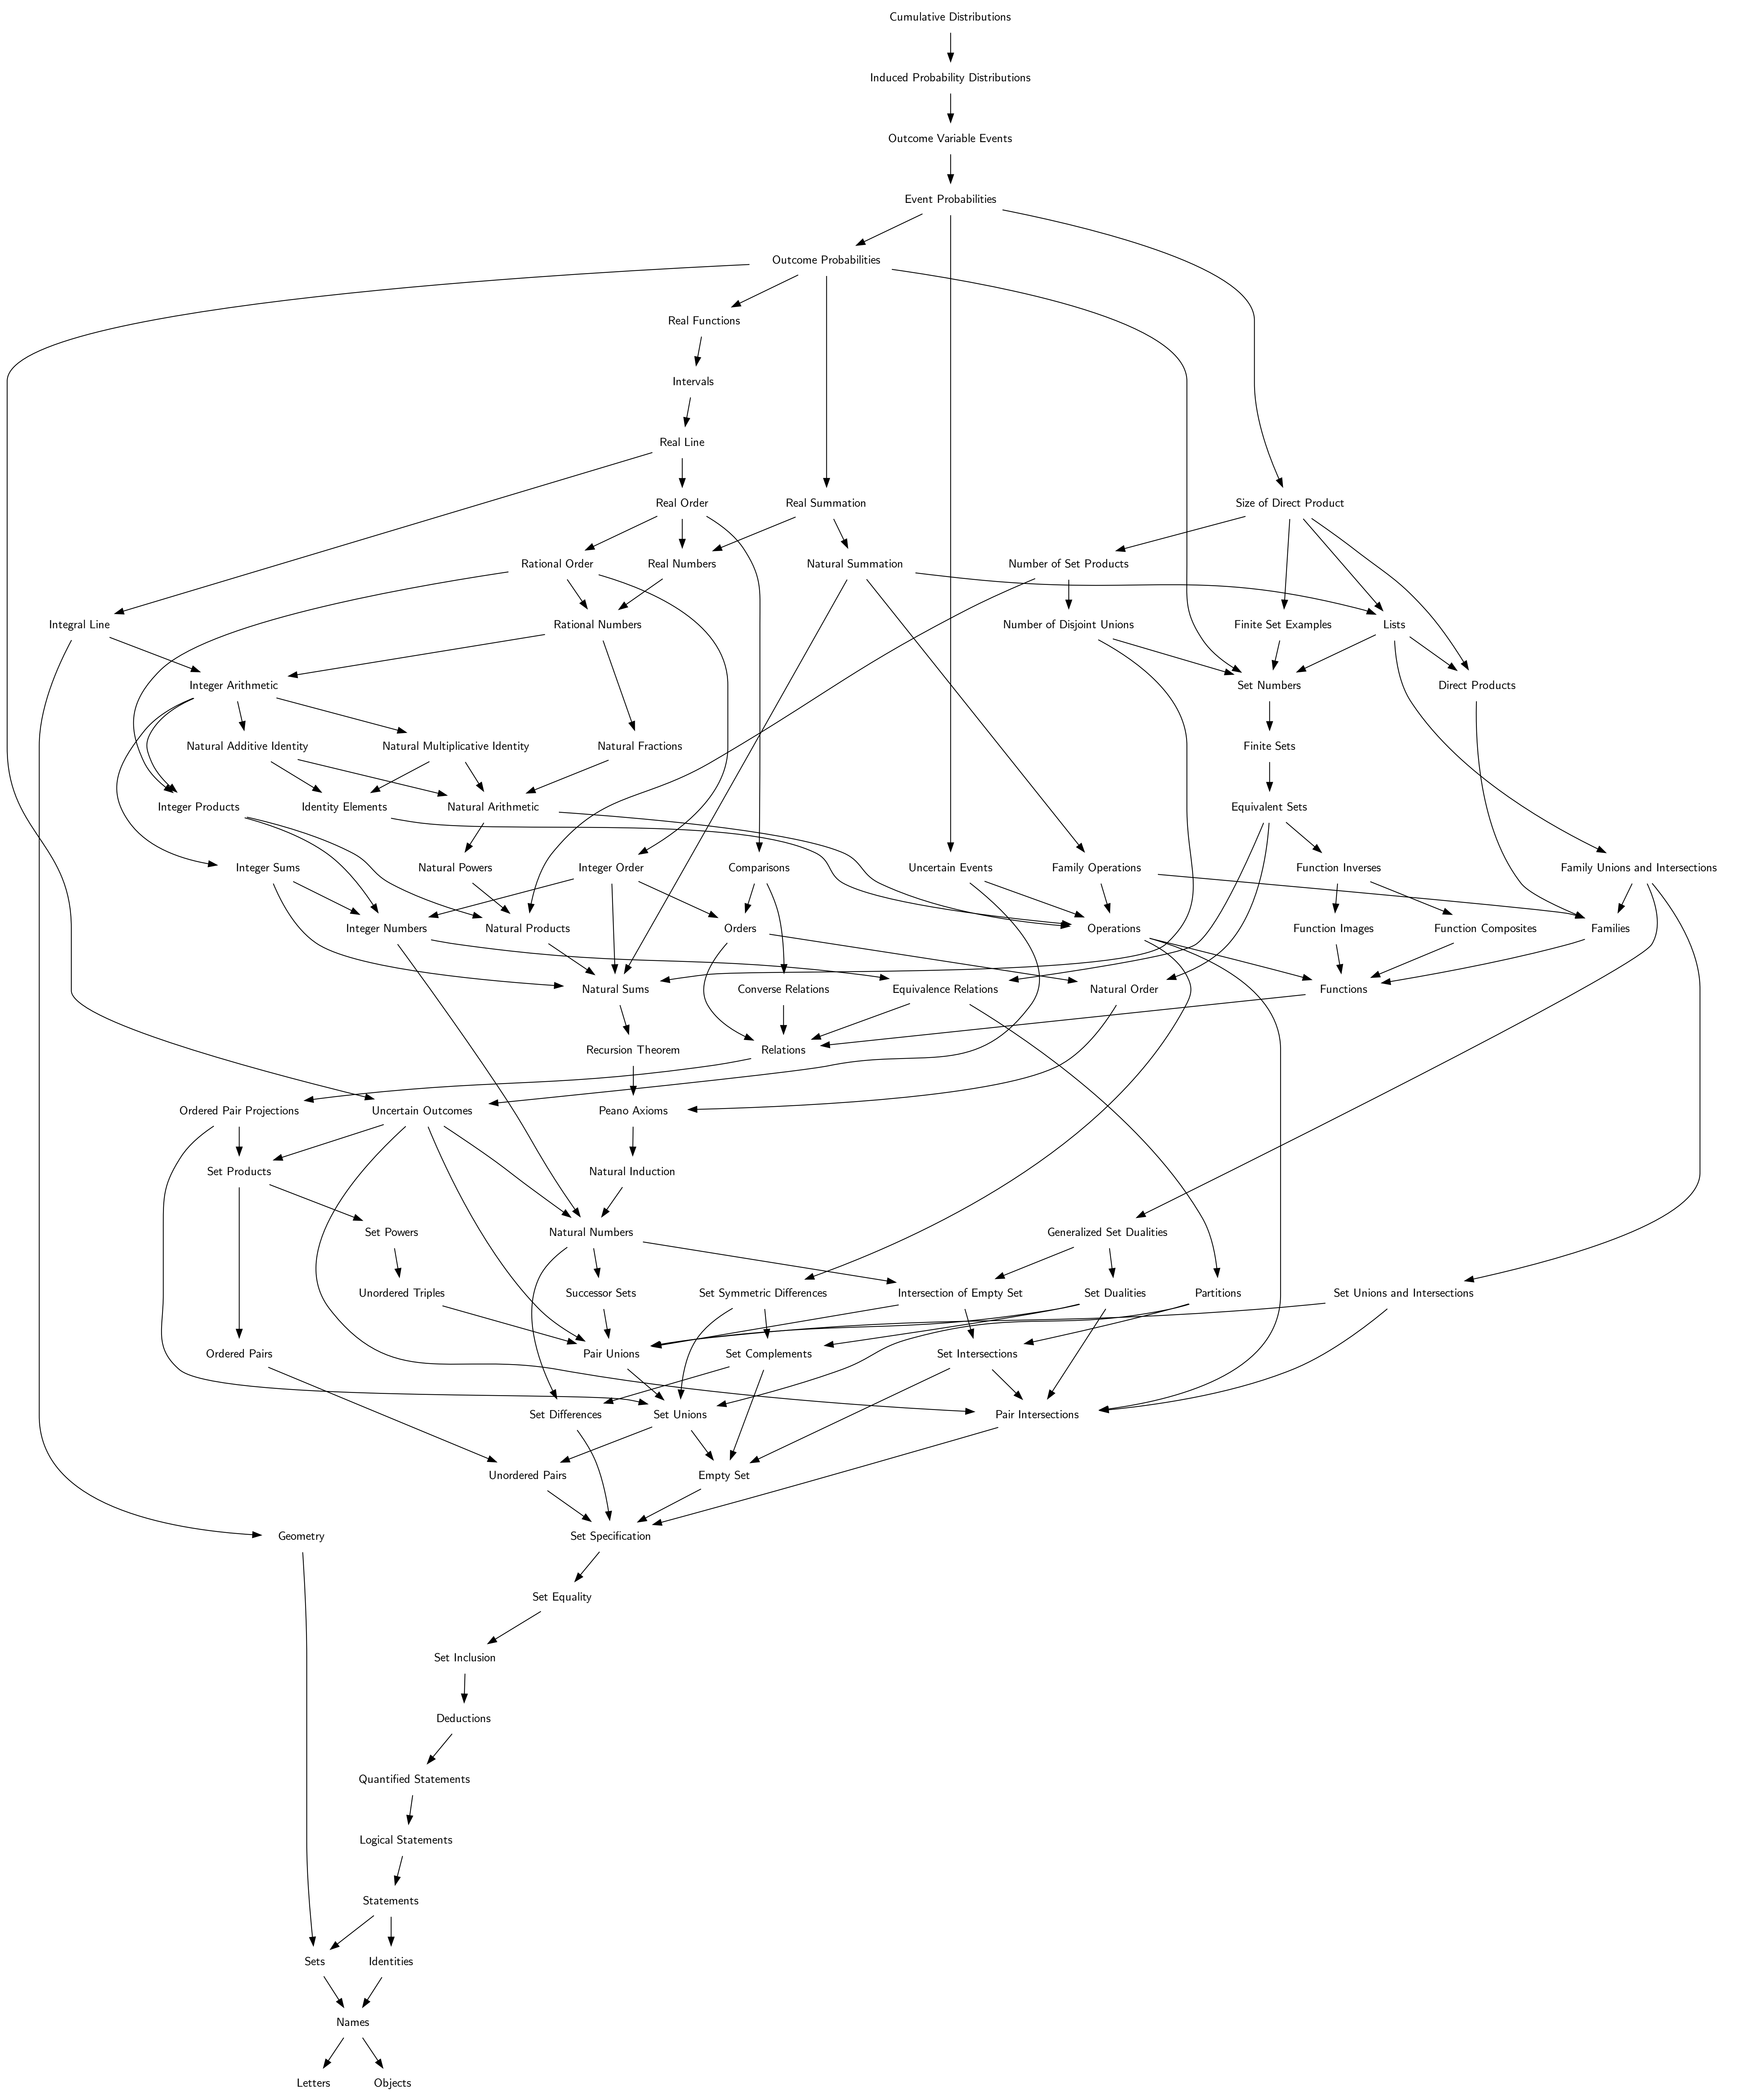 Cumulative Distributions
Induced Probability Distributions
Outcome Variable Events
Event Probabilities
Outcome Probabilities
Real Functions
Intervals
Real Line
Real Order
Real Summation
Size of Direct Product
Rational Order
Real Numbers
Natural Summation
Number of Set Products
Integral Line
Rational Numbers
Number of Disjoint Unions
Finite Set Examples
Lists
Integer Arithmetic
Set Numbers
Direct Products
Natural Additive Identity
Natural Multiplicative Identity
Natural Fractions
Finite Sets
Integer Products
Identity Elements
Natural Arithmetic
Equivalent Sets
Integer Sums
Natural Powers
Integer Order
Comparisons
Uncertain Events
Family Operations
Function Inverses
Family Unions and Intersections
Integer Numbers
Natural Products
Orders
Operations
Function Images
Function Composites
Families
Natural Sums
Converse Relations
Equivalence Relations
Natural Order
Functions
Recursion Theorem
Relations
Ordered Pair Projections
Uncertain Outcomes
Peano Axioms
Set Products
Natural Induction
Set Powers
Natural Numbers
Generalized Set Dualities
Unordered Triples
Successor Sets
Set Symmetric Differences
Intersection of Empty Set
Set Dualities
Partitions
Set Unions and Intersections
Ordered Pairs
Pair Unions
Set Complements
Set Intersections
Set Differences
Set Unions
Pair Intersections
Unordered Pairs
Empty Set
Geometry
Set Specification
Set Equality
Set Inclusion
Deductions
Quantified Statements
Logical Statements
Statements
Sets
Identities
Names
Letters
Objects